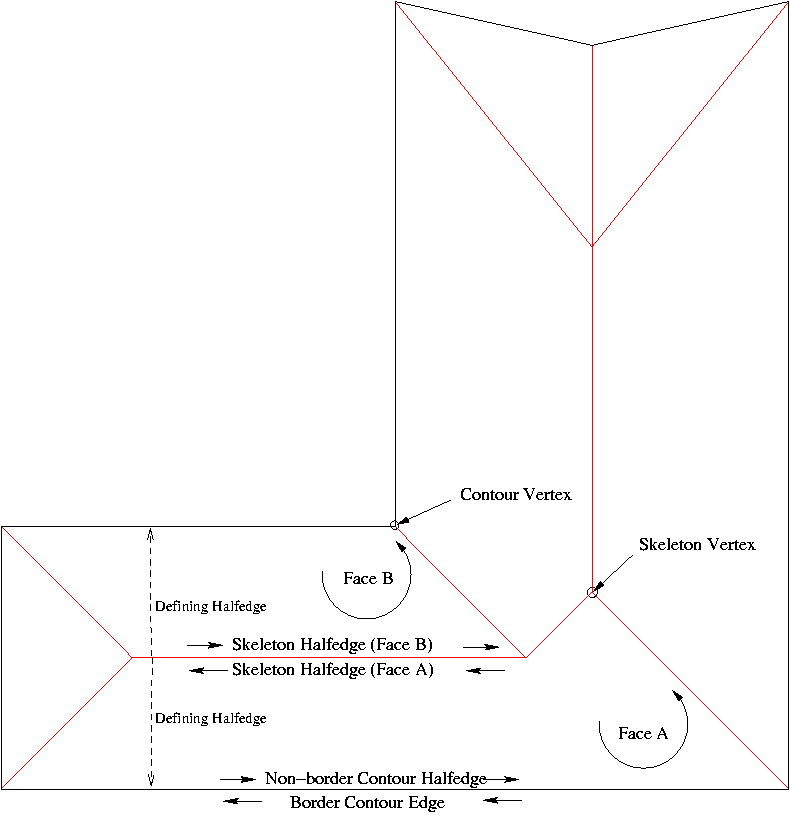 Contour Vertex
Skeleton Vertex
Face B
Defining Halfedge
Skeleton Halfedge (Face B)
Skeleton Halfedge (Face A)
Defining Halfedge
Face A
Non-border Contour Halfedge
Border Contour Edge